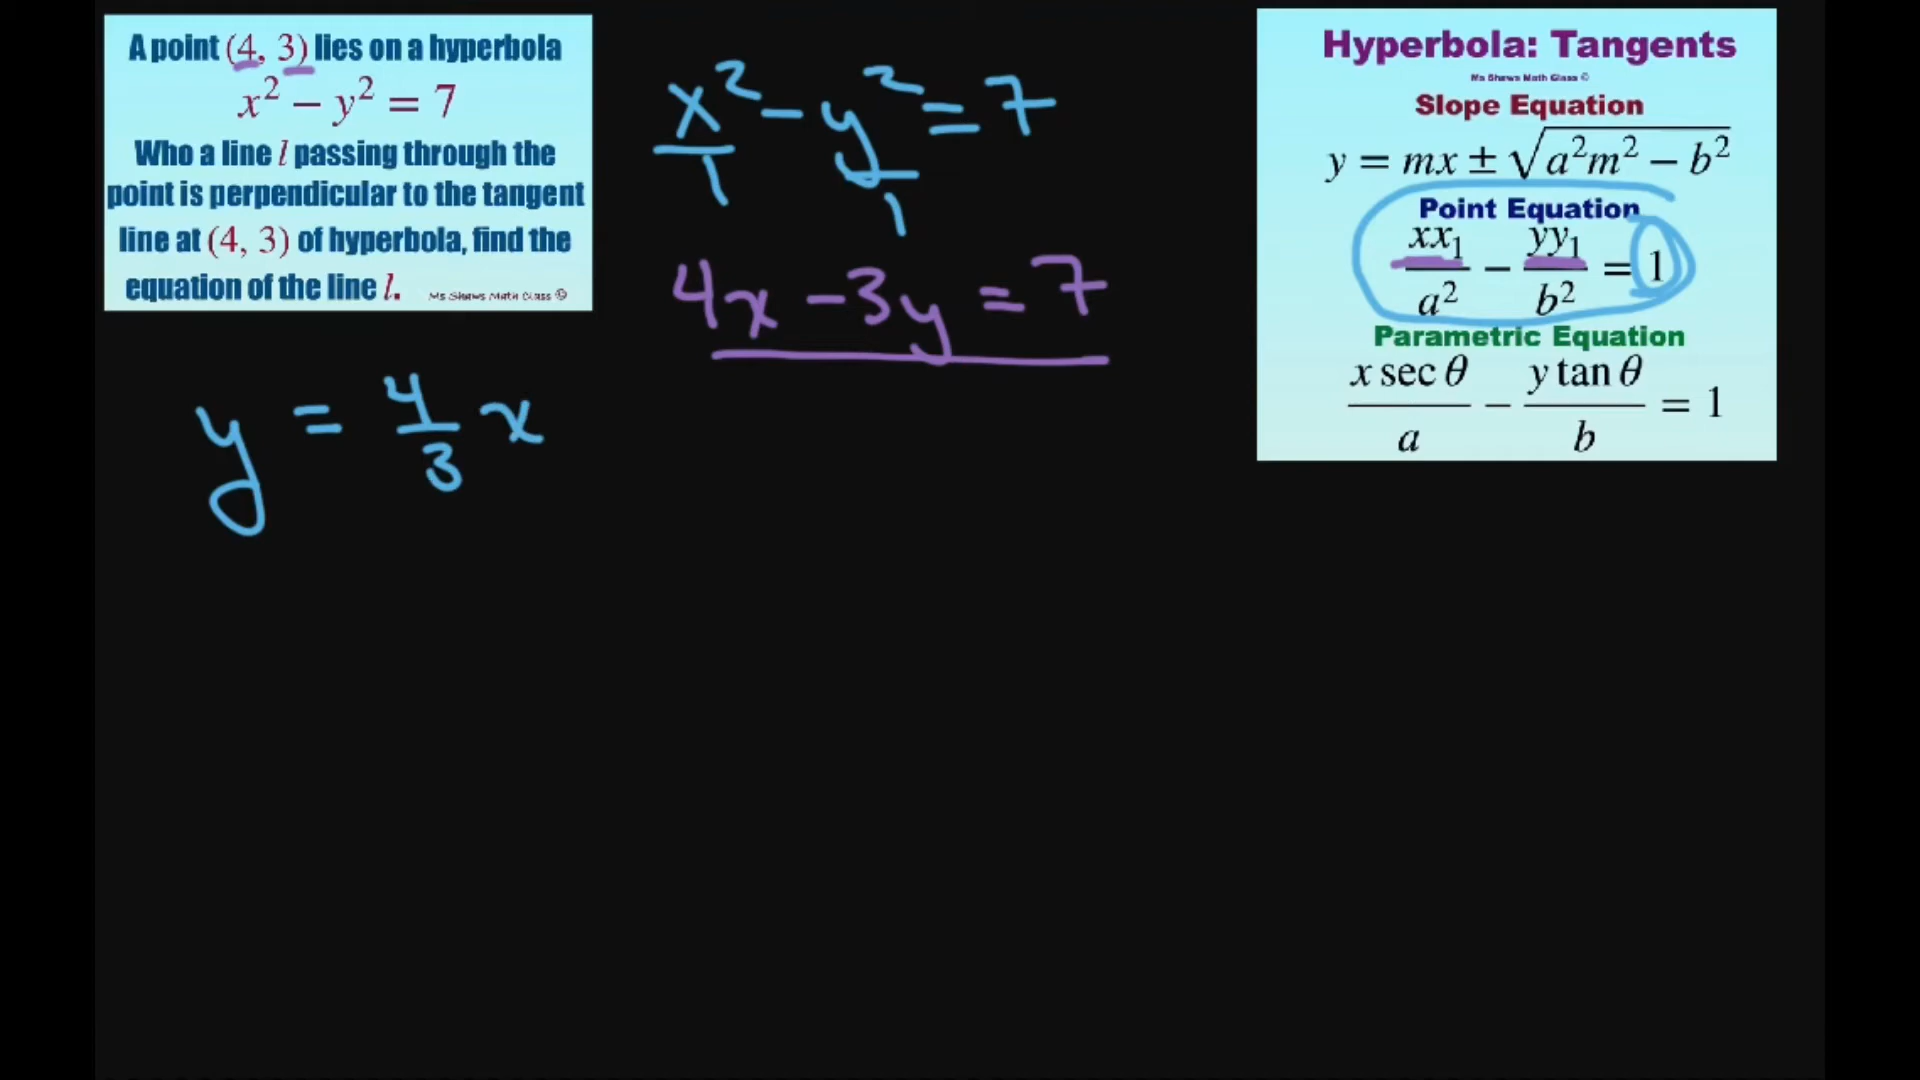 A point (4, 3) lies on a hyperbola
x² − y² = 7
Who a line l passing through the
point is perpendicular to the tangent
line at (4, 3) of hyperbola, find the
equation of the line l.
Ms Shaws Math Class ©
x²/1 − y²/1 = 7
4x − 3y = 7
y = 4/3 x
Hyperbola: Tangents
Ms Shaws Math Class ©
Slope Equation
y = mx ± √(a²m² − b²)
Point Equation
xx₁/a² − yy₁/b² = 1
Parametric Equation
x sec θ/a − y tan θ/b = 1